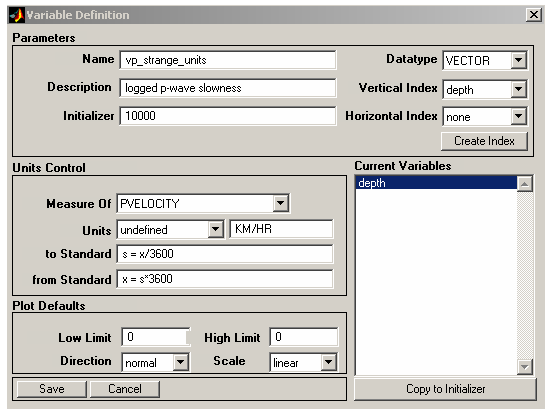 Variable Definition
Parameters
Name vp_strange_units Datatype VECTOR
Description logged p-wave slowness Vertical Index depth
Initializer 10000 Horizontal Index none
Create Index
Units Control
Measure Of PVELOCITY
Units undefined KM/HR
to Standard s = x/3600
from Standard x = s*3600
Current Variables
depth
Plot Defaults
Low Limit 0 High Limit 0
Direction normal Scale linear
Save Cancel
Copy to Initializer